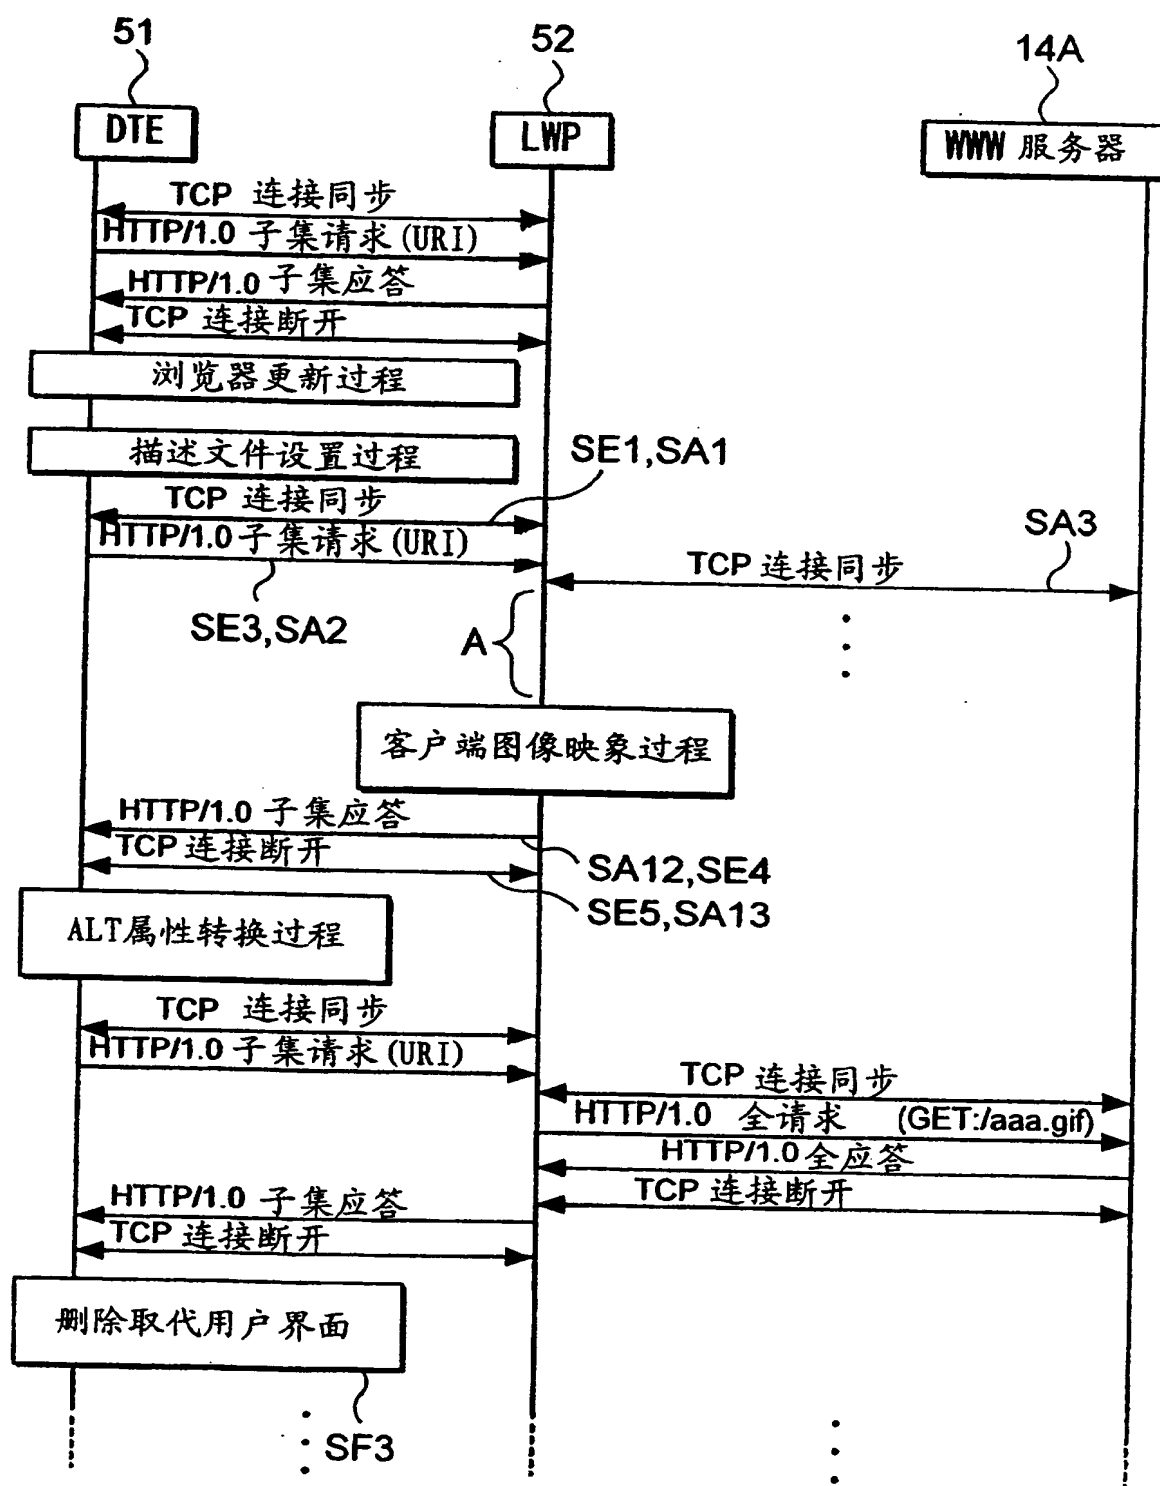 51
52
14A
DTE
LWP
WWW 服务器
TCP 连接同步
HTTP/1.0 子集请求(URI)
HTTP/1.0 子集应答
TCP 连接断开
浏览器更新过程
描述文件设置过程
SE1,SA1
TCP 连接同步
HTTP/1.0 子集请求(URI)
SA3
TCP 连接同步
SE3,SA2
A
客户端图像映象过程
HTTP/1.0 子集应答
TCP 连接断开
SA12,SE4
SE5,SA13
ALT属性转换过程
TCP 连接同步
HTTP/1.0 子集请求(URI)
TCP 连接同步
HTTP/1.0 全请求 (GET:/aaa.gif)
HTTP/1.0 全应答
TCP 连接断开
HTTP/1.0 子集应答
TCP 连接断开
删除取代用户界面
SF3